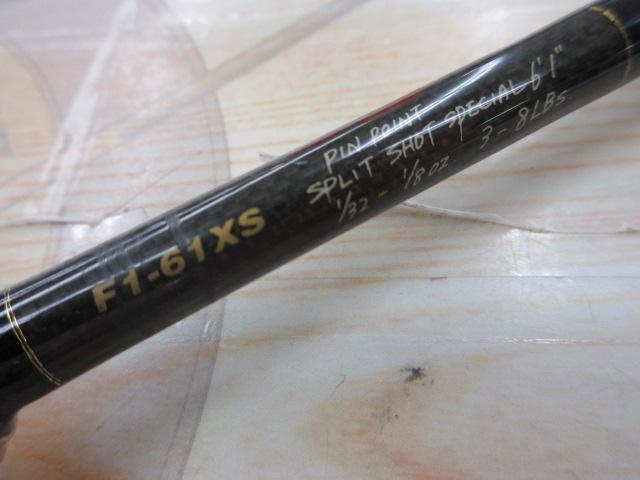 F1-61XS
PIN POINT
SPLIT SHOT SPECIAL 6'1"
1/32 - 1/8 OZ. 3-8LBS